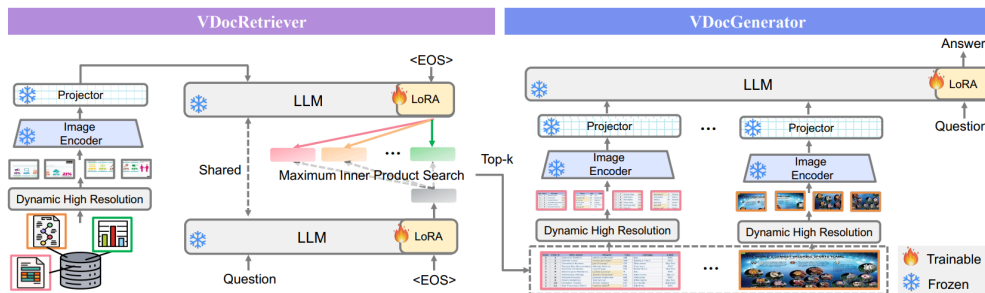 VDocRetriever
VDocGenerator
<EOS>
Answer
Projector
LLM
LoRA
LLM
LoRA
Image
Encoder
Projector
...
Projector
Question
...
Top-k
Shared
Maximum Inner Product Search
Image
Encoder
Image
Encoder
Dynamic High Resolution
LLM
LoRA
Dynamic High Resolution
Dynamic High Resolution
Question
<EOS>
...
Trainable
Frozen